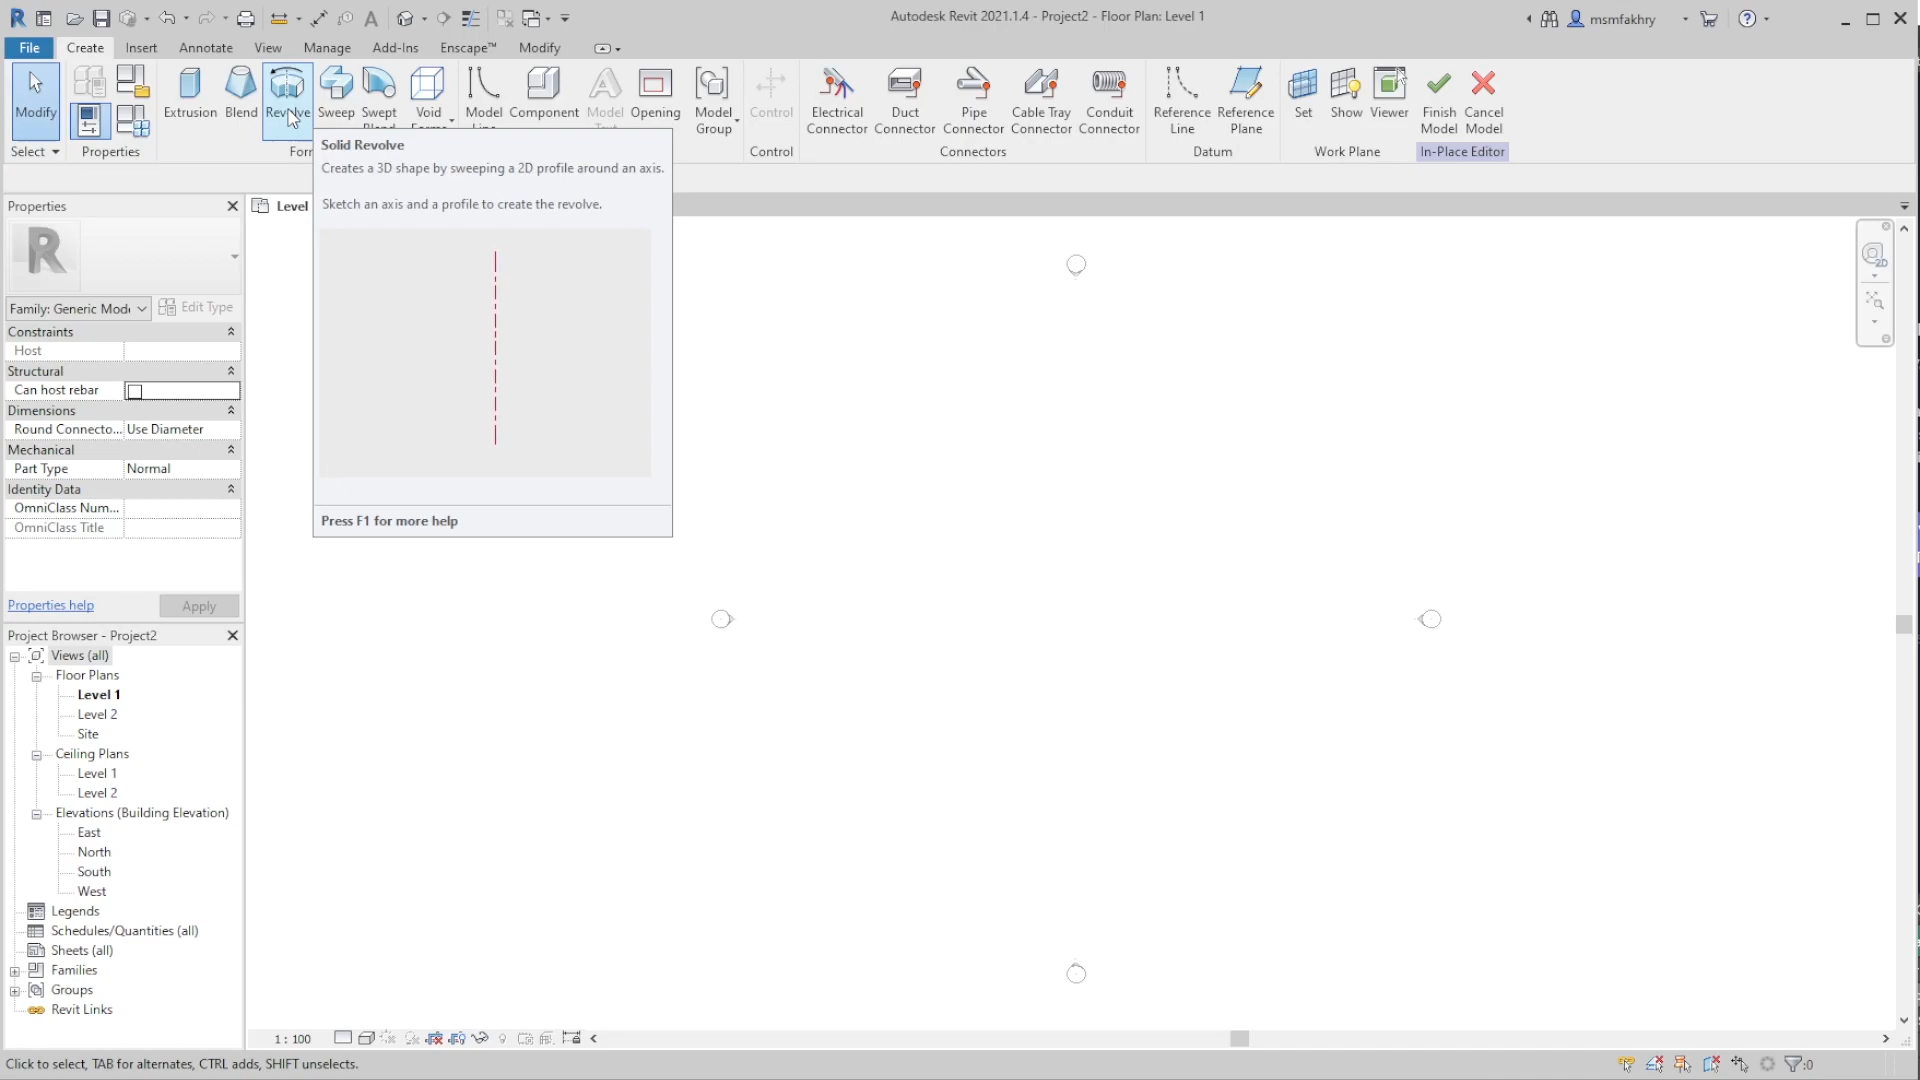 Autodesk Revit 2021.1.4 - Project2 - Floor Plan: Level 1
msmfakhry
File Create Insert Annotate View Manage Add-Ins Enscape™ Modify
Modify
Extrusion Blend Revolve Sweep Swept Void
Model Component Model Opening Model
Group
Control
Electrical
Connector
Duct
Connector
Pipe
Connector
Cable Tray
Connector
Conduit
Connector
Reference
Line
Reference
Plane
Set Show Viewer
Finish
Model
Cancel
Model
Select Properties Control Connectors Datum Work Plane In-Place Editor
Solid Revolve
Creates a 3D shape by sweeping a 2D profile around an axis.
Sketch an axis and a profile to create the revolve.
Press F1 for more help
Properties
Level
R
Family: Generic Mod
Edit Type
Constraints
Host
Structural
Can host rebar
Dimensions
Round Connecto... Use Diameter
Mechanical
Part Type Normal
Identity Data
OmniClass Num...
OmniClass Title
Properties help Apply
Project Browser - Project2
Views (all)
Floor Plans
Level 1
Level 2
Site
Ceiling Plans
Level 1
Level 2
Elevations (Building Elevation)
East
North
South
West
Legends
Schedules/Quantities (all)
Sheets (all)
Families
Groups
Revit Links
2D
1 : 100
Click to select, TAB for alternates, CTRL adds, SHIFT unselects.
:0